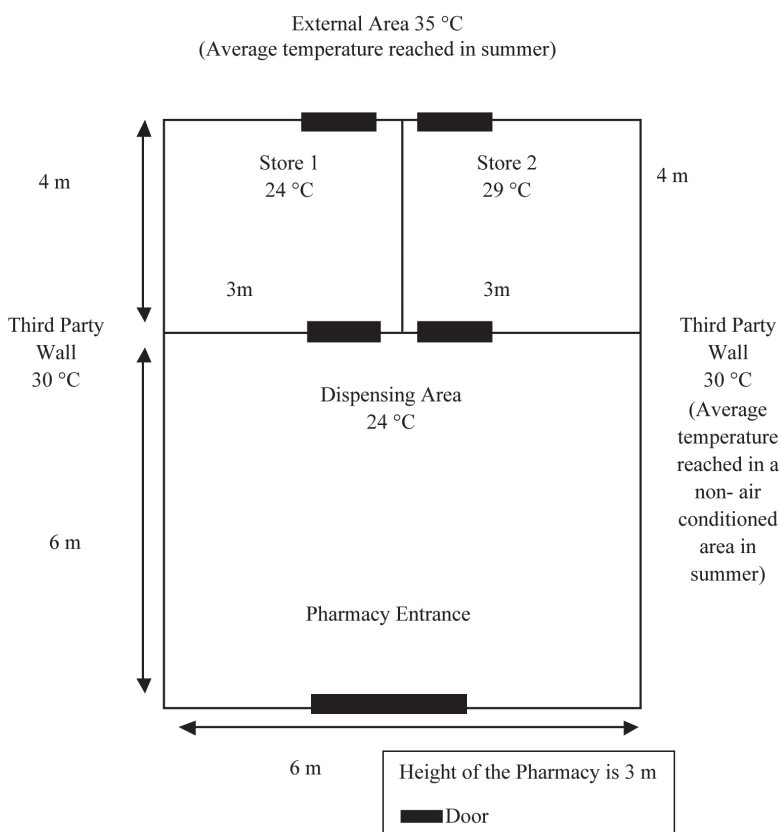 External Area 35 °C
(Average temperature reached in summer)
Store 1
24 °C
Store 2
29 °C
4 m
4 m
3m
3m
Third Party
Wall
30 °C
Third Party
Wall
30 °C
(Average
temperature
reached in a
non- air
conditioned
area in
summer)
Dispensing Area
24 °C
6 m
Pharmacy Entrance
6 m
Height of the Pharmacy is 3 m
Door